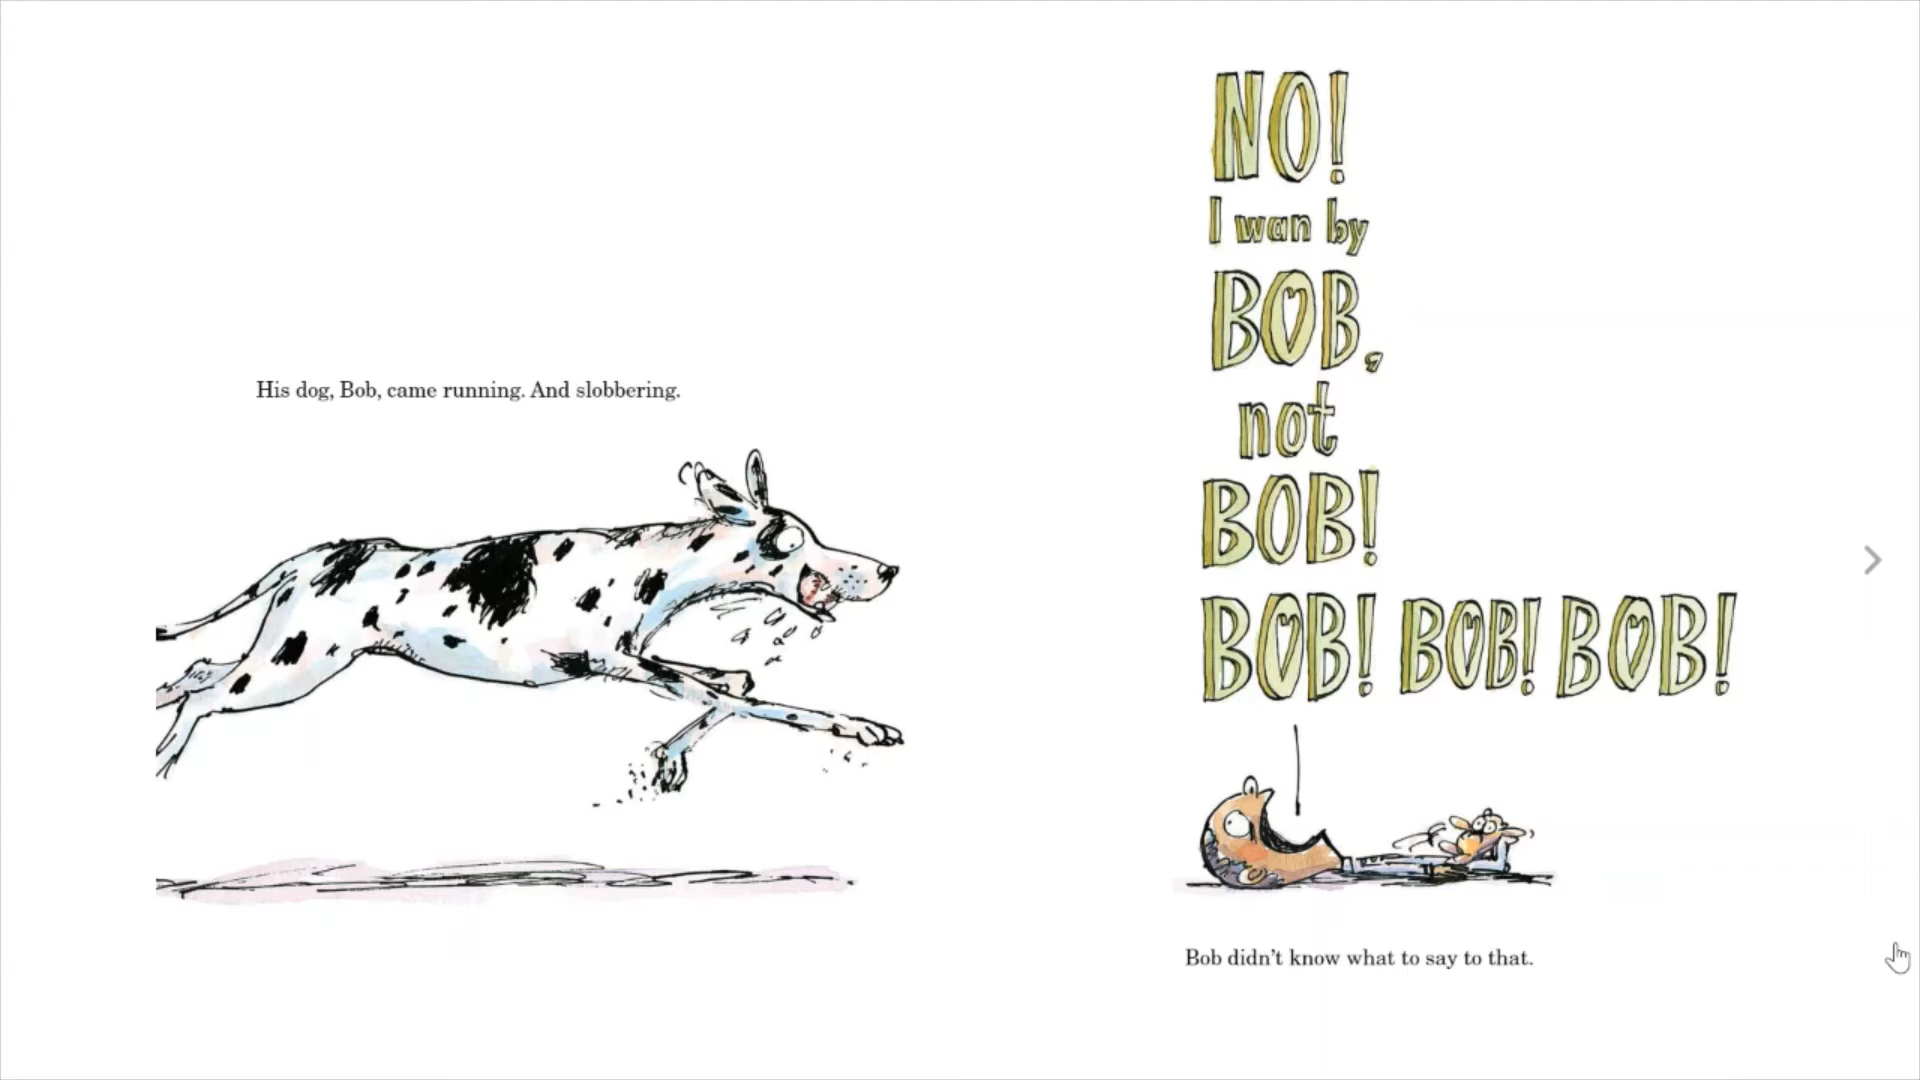 His dog, Bob, came running. And slobbering.
NO!
I wan by
BOB,
not
BOB!
BOB! BOB! BOB!
Bob didn't know what to say to that.